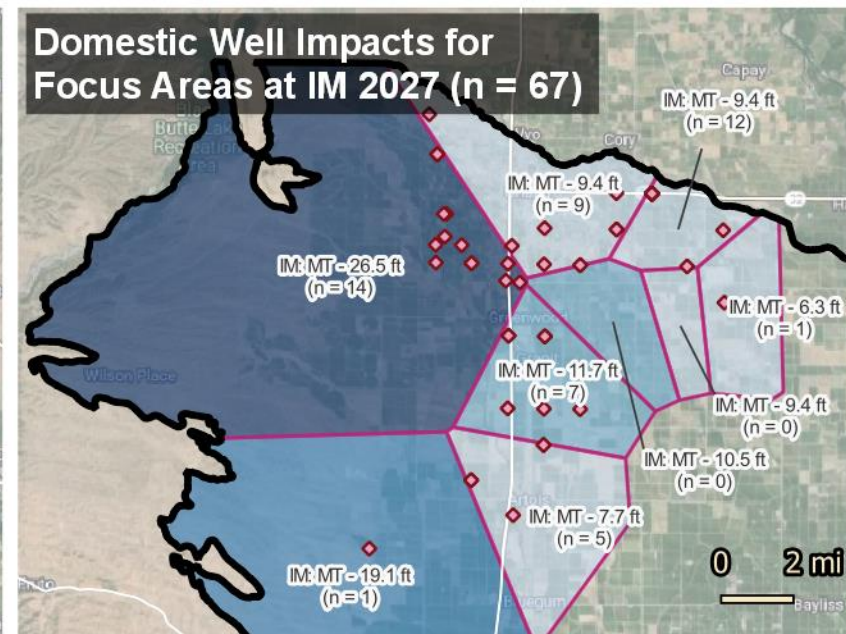 Domestic Well Impacts for
Focus Areas at IM 2027 (n = 67)
Capay
IM: MT - 9.4 ft
(n = 12)
Cory
IM: MT - 9.4 ft
(n = 9)
IM: MT - 26.5 ft
(n = 14)
IM: MT - 6.3 ft
(n = 1)
Greenwood
Wilson Place
IM: MT - 11.7 ft
(n = 7)
IM: MT - 9.4 ft
(n = 0)
IM: MT - 10.5 ft
(n = 0)
Artois
IM: MT - 7.7 ft
(n = 5)
IM: MT - 19.1 ft
(n = 1)
0 2 mi
Fruto
Bluegum
Bayliss